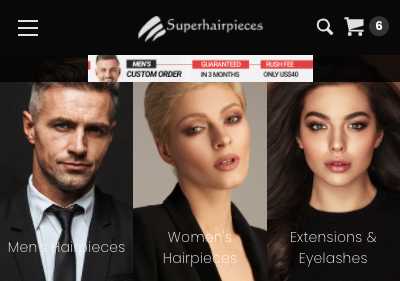 Superhairpieces
6
MEN'S
CUSTOM ORDER
GUARANTEED
IN 3 MONTHS
RUSH FEE
ONLY US$40
Men's Hairpieces
Women's
Hairpieces
Extensions &
Eyelashes